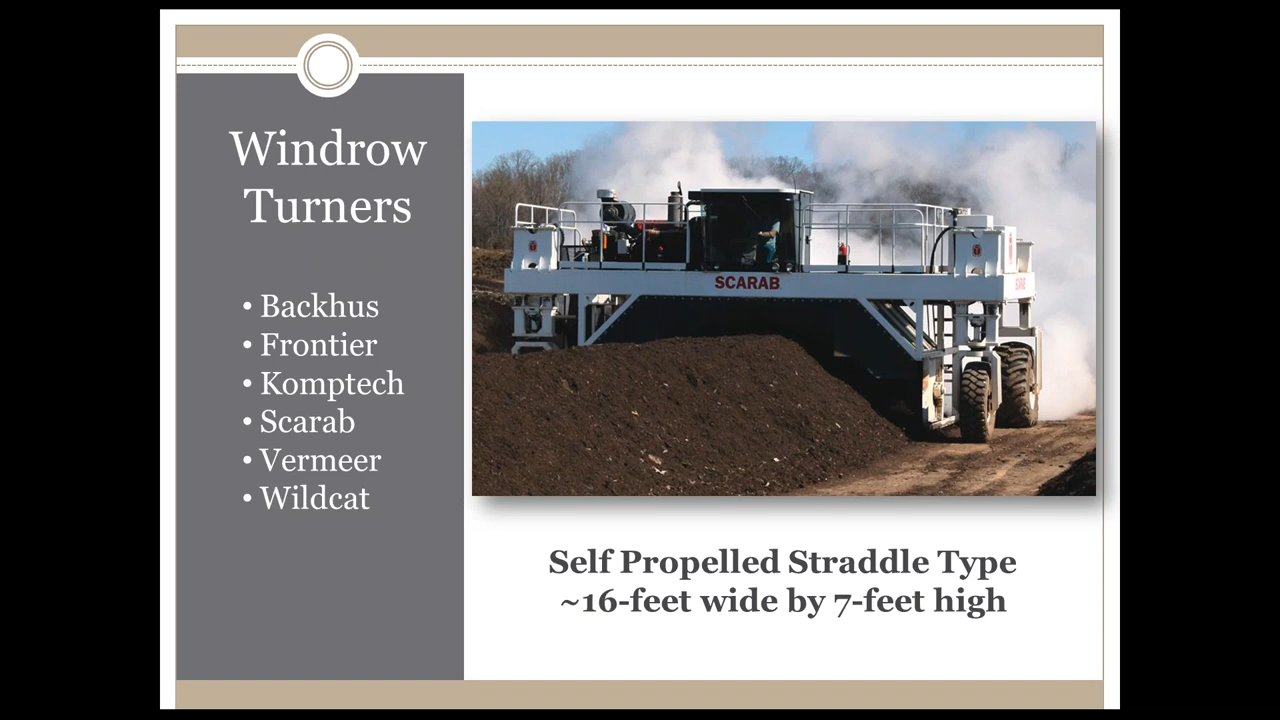 Windrow
Turners
• Backhus
• Frontier
• Komptech
• Scarab
• Vermeer
• Wildcat
SCARAB
Self Propelled Straddle Type
~16-feet wide by 7-feet high